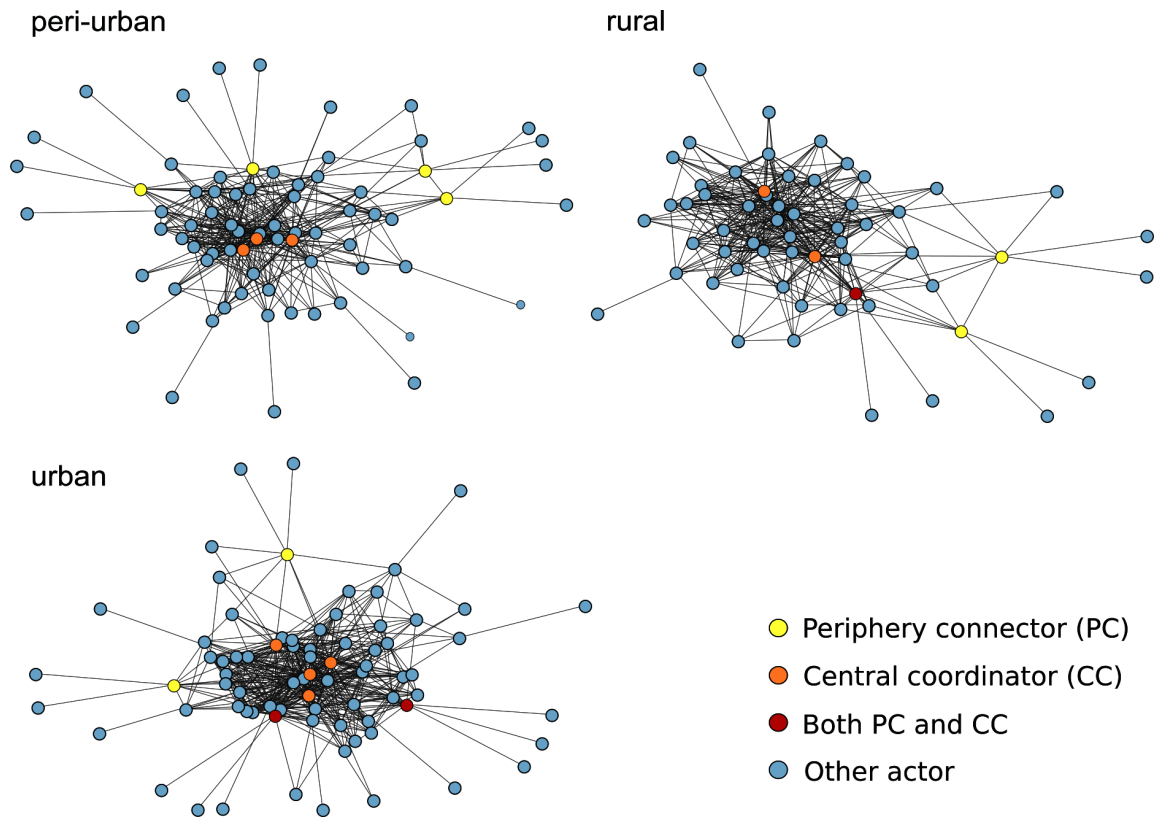 peri-urban
rural
urban
Periphery connector (PC)
Central coordinator (CC)
Both PC and CC
Other actor